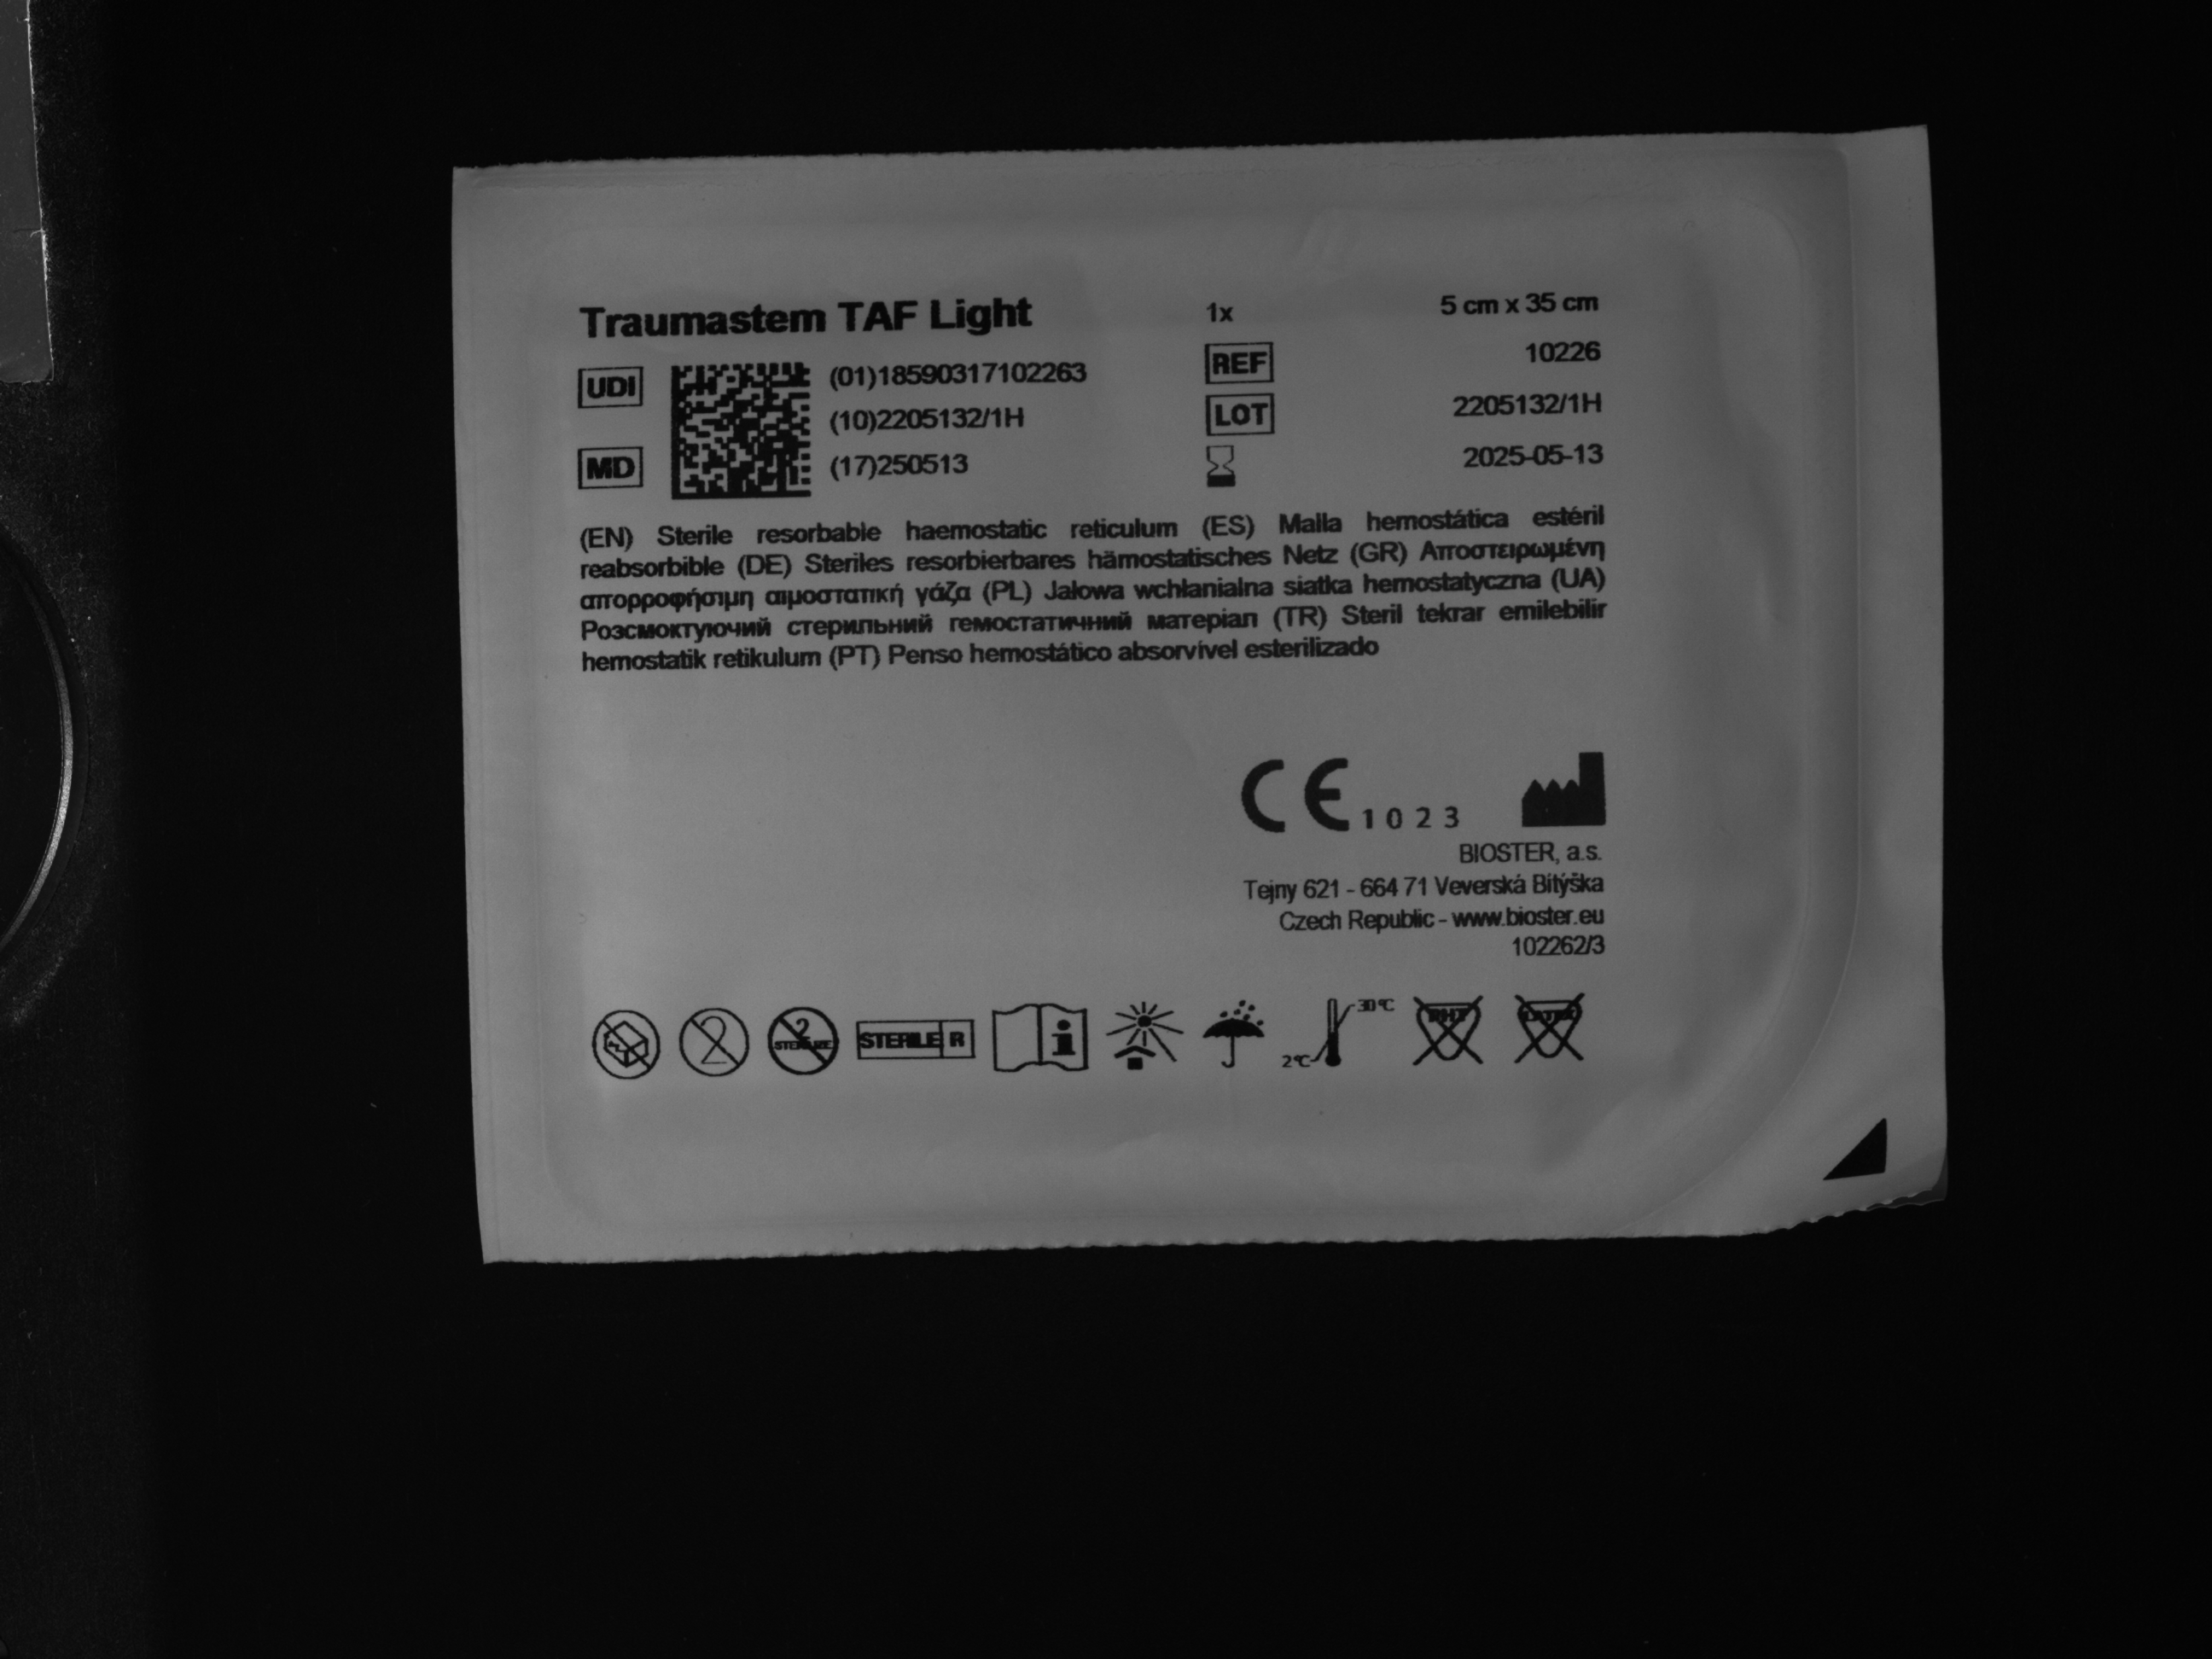 Traumastem TAF Light 1x 5 cm x 35 cm
UDI (01)18590317102263 REF 10226
(10)2205132/1H LOT 2205132/1H
MD (17)250513 2025-05-13
(EN) Sterile resorbable haemostatic reticulum (ES) Malla hemostática estéril
reabsorbible (DE) Steriles resorbierbares hämostatisches Netz (GR) Αποστειρωμένη
απορροφήσιμη αιμοστατική γάζα (PL) Jałowa wchłanialna siatka hemostatyczna (UA)
Розсмоктуючий стерильний гемостатичний матеріал (TR) Steril tekrar emilebilir
hemostatik retikulum (PT) Penso hemostático absorvível esterilizado
CE 1023
BIOSTER, a.s.
Tejny 621 - 664 71 Veverská Bítýška
Czech Republic - www.bioster.eu
102262/3
2 2 STERILE R i 2°C 30°C LATEX